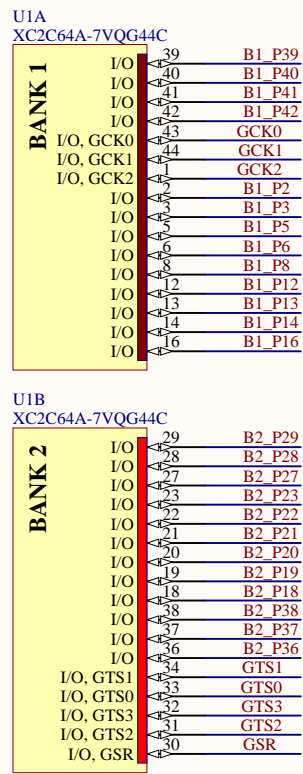 U1A
XC2C64A-7VQG44C
BANK 1
I/O 39 B1_P39
I/O 40 B1_P40
I/O 41 B1_P41
I/O 42 B1_P42
I/O, GCK0 43 GCK0
I/O, GCK1 44 GCK1
I/O, GCK2 1 GCK2
I/O 2 B1_P2
I/O 3 B1_P3
I/O 5 B1_P5
I/O 6 B1_P6
I/O 8 B1_P8
I/O 12 B1_P12
I/O 13 B1_P13
I/O 14 B1_P14
I/O 16 B1_P16
U1B
XC2C64A-7VQG44C
BANK 2
I/O 29 B2_P29
I/O 28 B2_P28
I/O 27 B2_P27
I/O 23 B2_P23
I/O 22 B2_P22
I/O 21 B2_P21
I/O 20 B2_P20
I/O 19 B2_P19
I/O 18 B2_P18
I/O 38 B2_P38
I/O 37 B2_P37
I/O 36 B2_P36
I/O, GTS1 34 GTS1
I/O, GTS0 33 GTS0
I/O, GTS3 32 GTS3
I/O, GTS2 31 GTS2
I/O, GSR 30 GSR